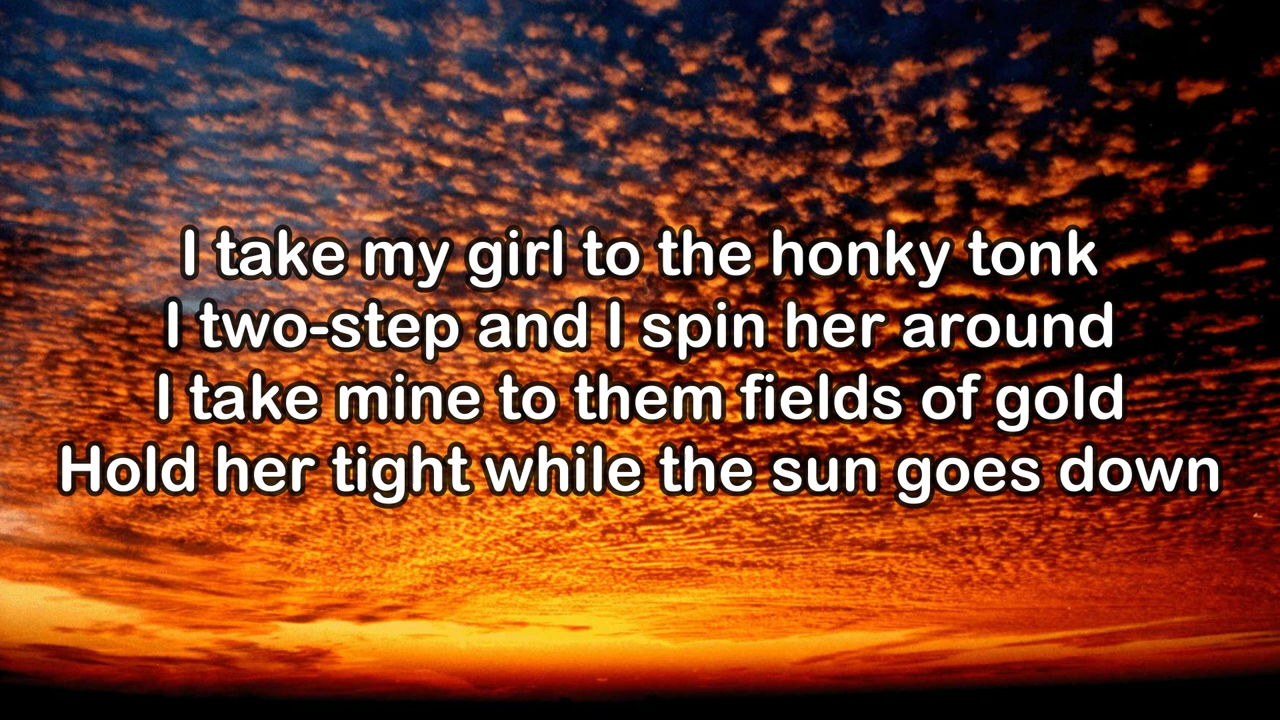 I take my girl to the honky tonk
I two-step and I spin her around
I take mine to them fields of gold
Hold her tight while the sun goes down